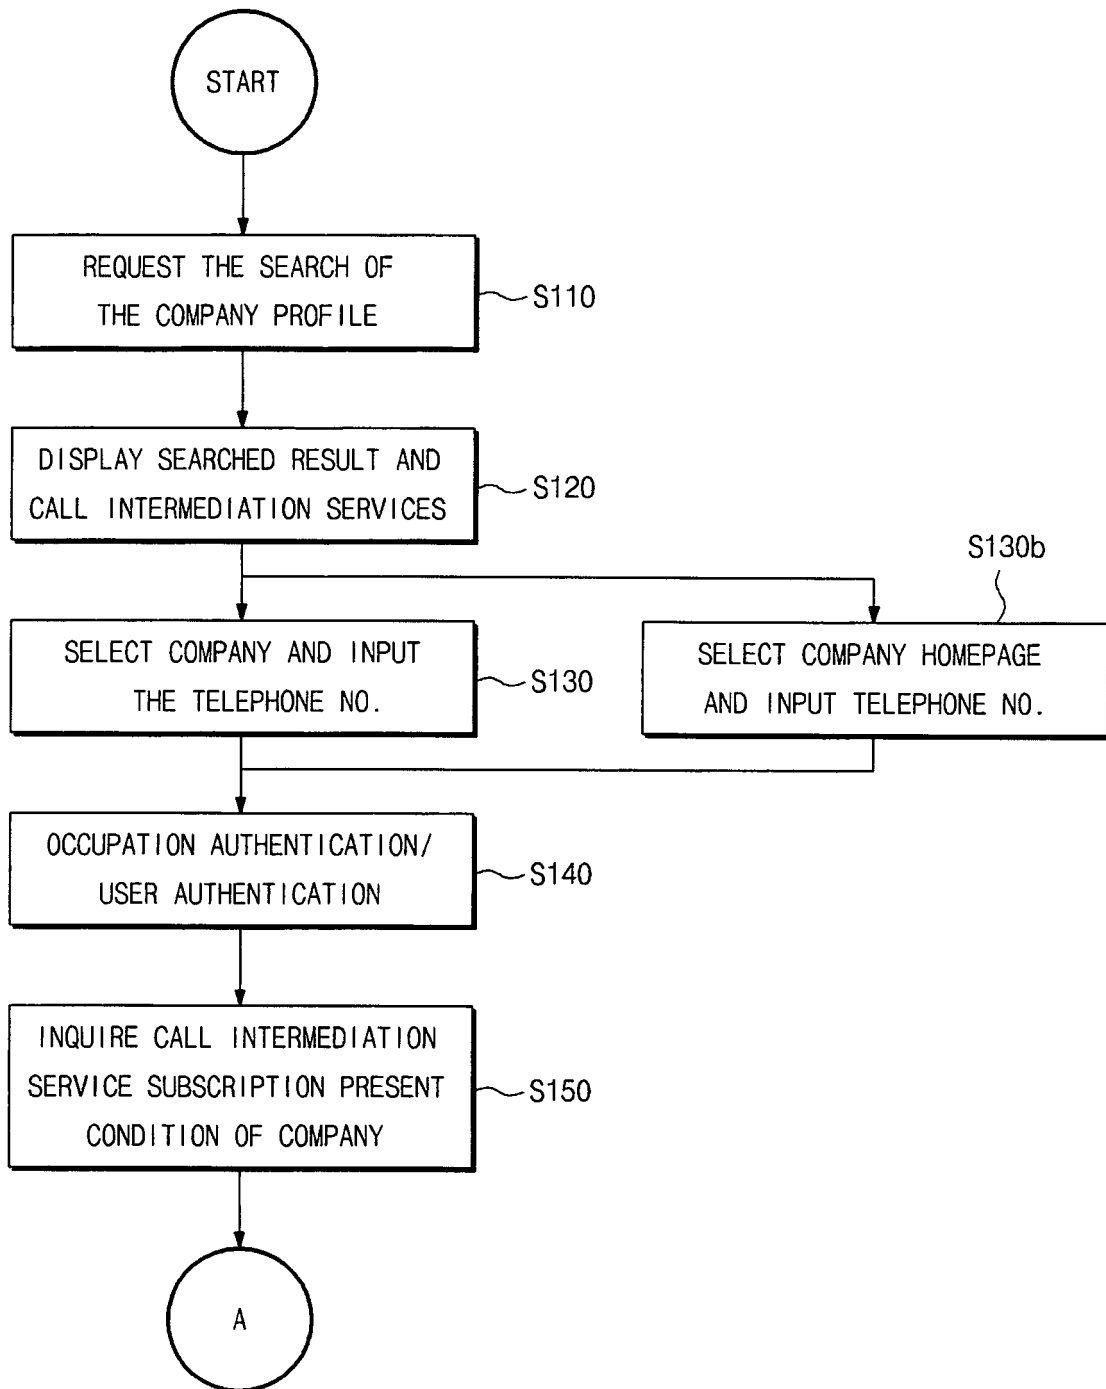 START
REQUEST THE SEARCH OF
THE COMPANY PROFILE
S110
DISPLAY SEARCHED RESULT AND
CALL INTERMEDIATION SERVICES
S120
S130b
SELECT COMPANY AND INPUT
THE TELEPHONE NO.
S130
SELECT COMPANY HOMEPAGE
AND INPUT TELEPHONE NO.
OCCUPATION AUTHENTICATION/
USER AUTHENTICATION
S140
INQUIRE CALL INTERMEDIATION
SERVICE SUBSCRIPTION PRESENT
CONDITION OF COMPANY
S150
A